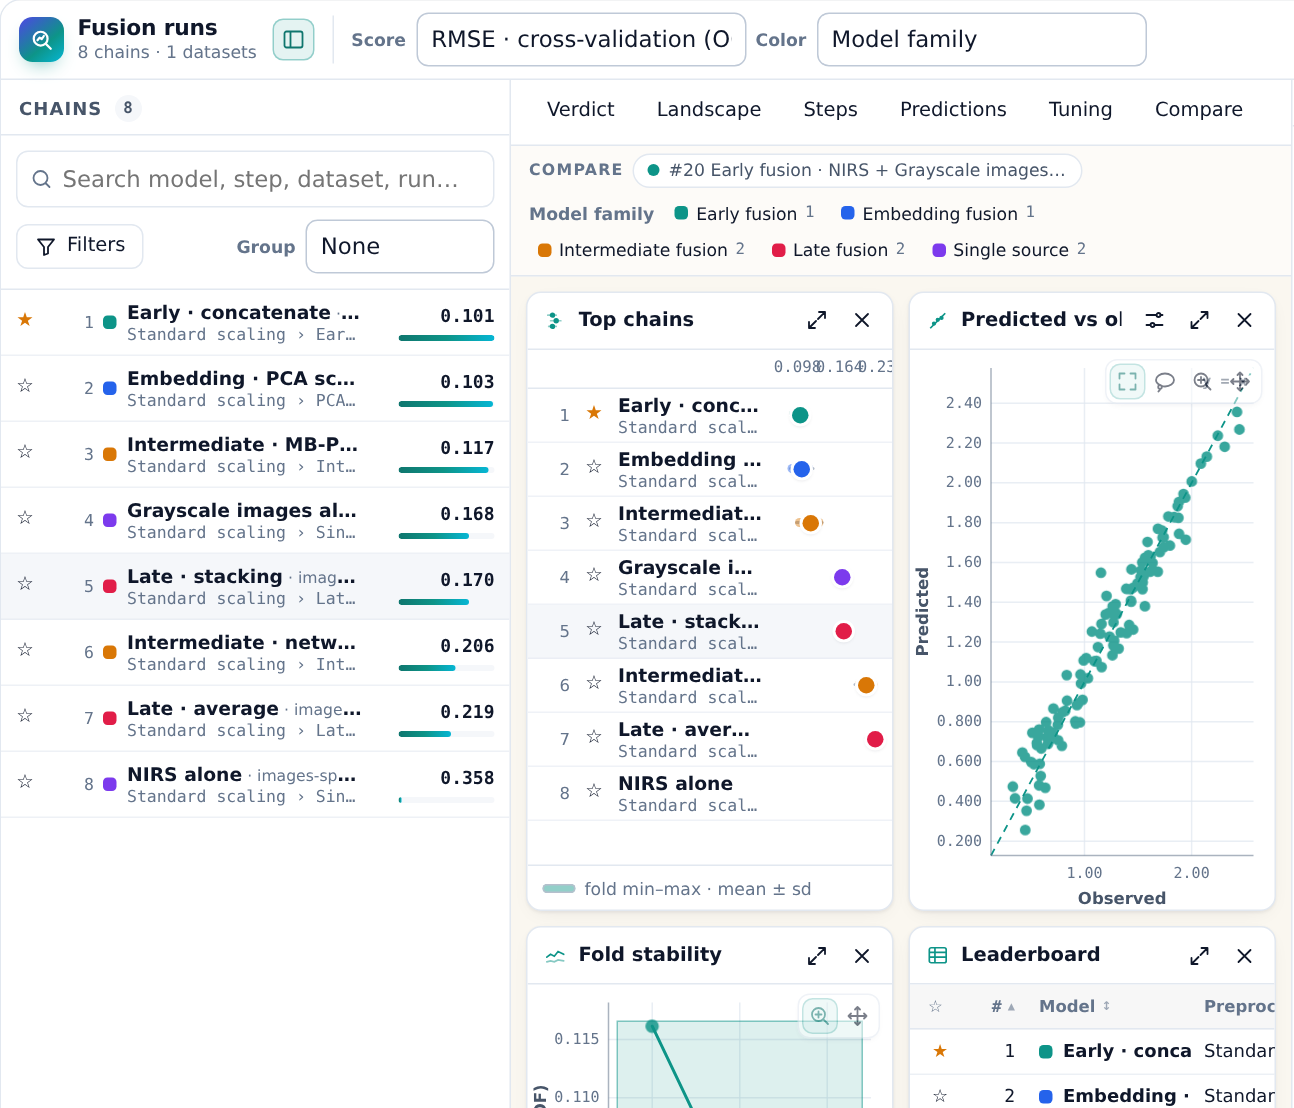 Fusion runs
8 chains · 1 datasets
Score
RMSE · cross-validation (O
Color
Model family
CHAINS 8
Search model, step, dataset, run…
Filters
Group
None
★ 1 Early · concatenate ·…
Standard scaling › Ear…
0.101
☆ 2 Embedding · PCA sc…
Standard scaling › PCA…
0.103
☆ 3 Intermediate · MB-P…
Standard scaling › Int…
0.117
☆ 4 Grayscale images al…
Standard scaling › Sin…
0.168
☆ 5 Late · stacking · imag…
Standard scaling › Lat…
0.170
☆ 6 Intermediate · netw…
Standard scaling › Int…
0.206
☆ 7 Late · average · image…
Standard scaling › Lat…
0.219
☆ 8 NIRS alone · images-sp…
Standard scaling › Sin…
0.358
Verdict Landscape Steps Predictions Tuning Compare
COMPARE #20 Early fusion · NIRS + Grayscale images…
Model family Early fusion 1 Embedding fusion 1
Intermediate fusion 2 Late fusion 2 Single source 2
Top chains
0.098 0.164 0.23
1 ★ Early · conc…
Standard scal…
2 ☆ Embedding …
Standard scal…
3 ☆ Intermediat…
Standard scal…
4 ☆ Grayscale i…
Standard scal…
5 ☆ Late · stack…
Standard scal…
6 ☆ Intermediat…
Standard scal…
7 ☆ Late · aver…
Standard scal…
8 ☆ NIRS alone
Standard scal…
fold min–max · mean ± sd
Predicted vs ol
2.40
2.20
2.00
1.80
1.60
1.40
1.20
1.00
0.800
0.600
0.400
0.200
Predicted
1.00 2.00
Observed
Fold stability
0.115
0.110
Leaderboard
☆ # ▲ Model ↕ Preproc
★ 1 Early · conca Standar
☆ 2 Embedding · Standar